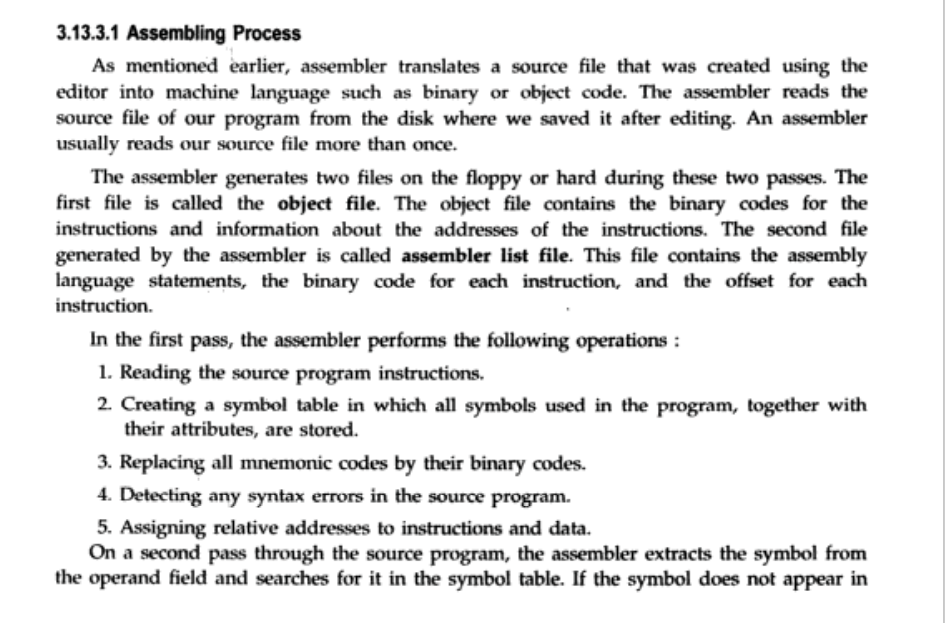 3.13.3.1 Assembling Process
As mentioned earlier, assembler translates a source file that was created using the
editor into machine language such as binary or object code. The assembler reads the
source file of our program from the disk where we saved it after editing. An assembler
usually reads our source file more than once.
The assembler generates two files on the floppy or hard during these two passes. The
first file is called the object file. The object file contains the binary codes for the
instructions and information about the addresses of the instructions. The second file
generated by the assembler is called assembler list file. This file contains the assembly
language statements, the binary code for each instruction, and the offset for each
instruction.
In the first pass, the assembler performs the following operations :
1. Reading the source program instructions.
2. Creating a symbol table in which all symbols used in the program, together with
their attributes, are stored.
3. Replacing all mnemonic codes by their binary codes.
4. Detecting any syntax errors in the source program.
5. Assigning relative addresses to instructions and data.
On a second pass through the source program, the assembler extracts the symbol from
the operand field and searches for it in the symbol table. If the symbol does not appear in